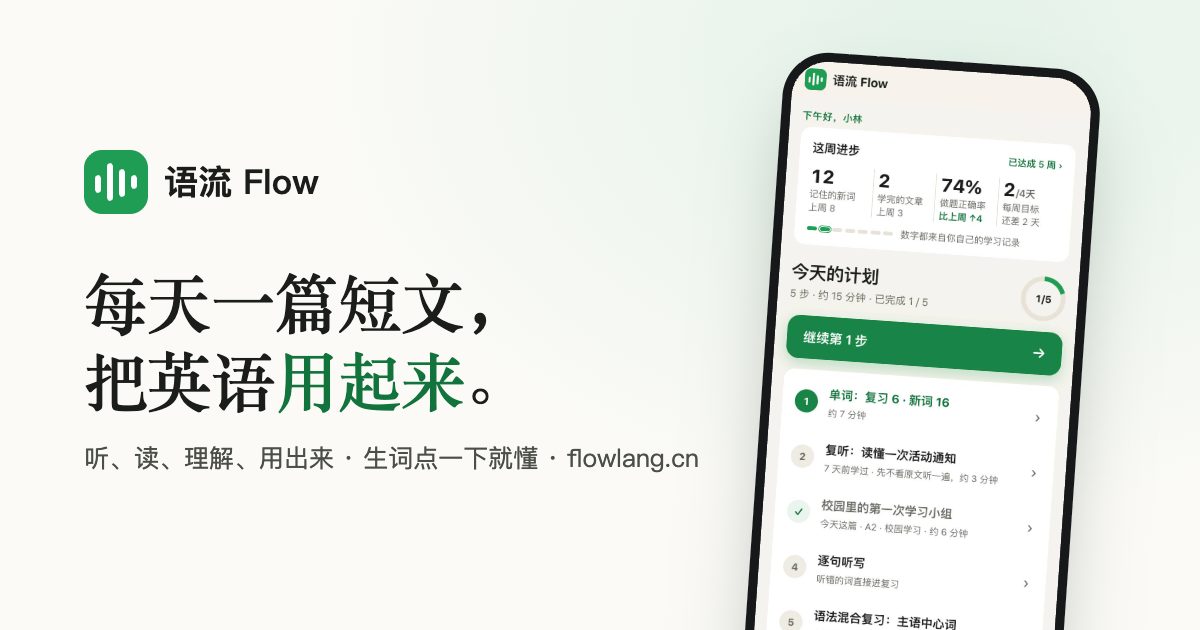 语流 Flow
每天一篇短文，
把英语用起来。
听、读、理解、用出来 · 生词点一下就懂 · flowlang.cn
语流 Flow
下午好，小林
这周进步
已达成 5 周 ›
12
记住的新词
上周 8
2
学完的文章
上周 3
74%
做题正确率
比上周 ↑4
2/4天
每周目标
还差 2 天
数字都来自你自己的学习记录
今天的计划
5 步 · 约 15 分钟 · 已完成 1 / 5
1/5
继续第 1 步 →
1
单词：复习 6 · 新词 16
约 7 分钟
2
复听：读懂一次活动通知
7 天前学过 · 先不看原文听一遍，约 3 分钟
校园里的第一次学习小组
今天这篇 · A2 · 校园学习 · 约 6 分钟
4
逐句听写
听错的词直接进复习
5
语法混合复习：主语中心词